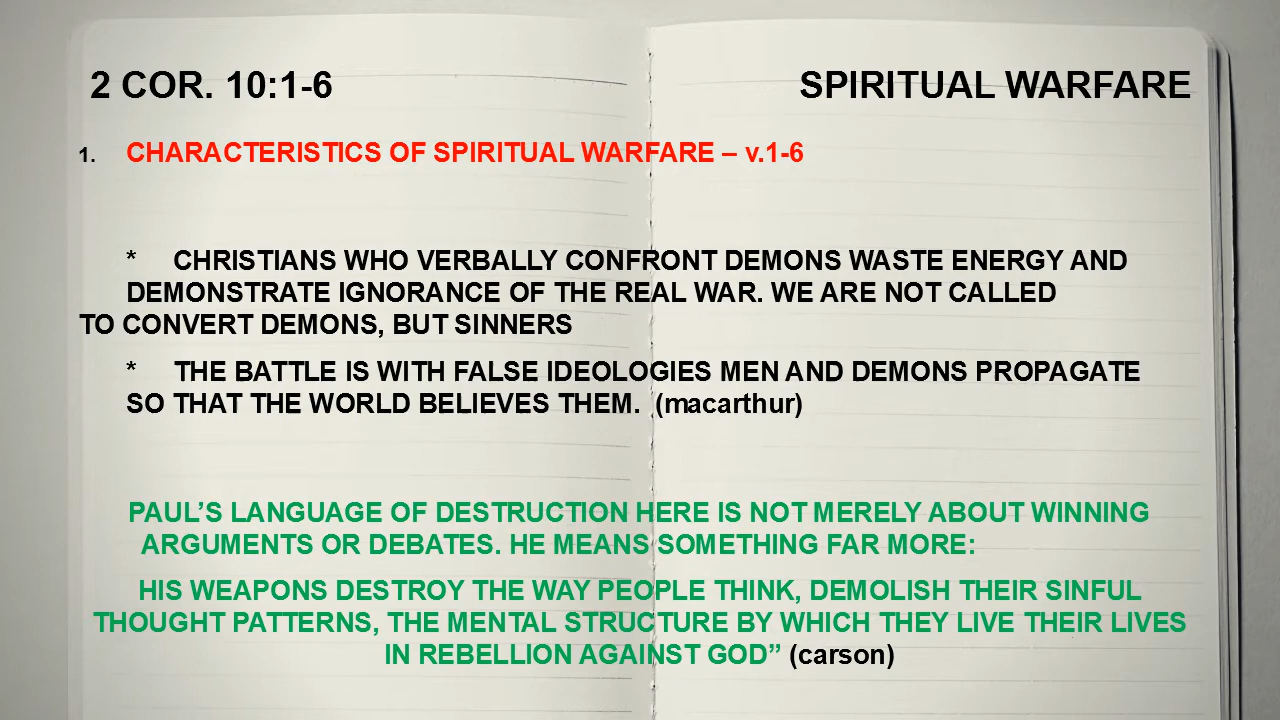 2 COR. 10:1-6 SPIRITUAL WARFARE
1. CHARACTERISTICS OF SPIRITUAL WARFARE – v.1-6
* CHRISTIANS WHO VERBALLY CONFRONT DEMONS WASTE ENERGY AND
DEMONSTRATE IGNORANCE OF THE REAL WAR. WE ARE NOT CALLED
TO CONVERT DEMONS, BUT SINNERS
* THE BATTLE IS WITH FALSE IDEOLOGIES MEN AND DEMONS PROPAGATE
SO THAT THE WORLD BELIEVES THEM. (macarthur)
PAUL’S LANGUAGE OF DESTRUCTION HERE IS NOT MERELY ABOUT WINNING
ARGUMENTS OR DEBATES. HE MEANS SOMETHING FAR MORE:
HIS WEAPONS DESTROY THE WAY PEOPLE THINK, DEMOLISH THEIR SINFUL
THOUGHT PATTERNS, THE MENTAL STRUCTURE BY WHICH THEY LIVE THEIR LIVES
IN REBELLION AGAINST GOD” (carson)